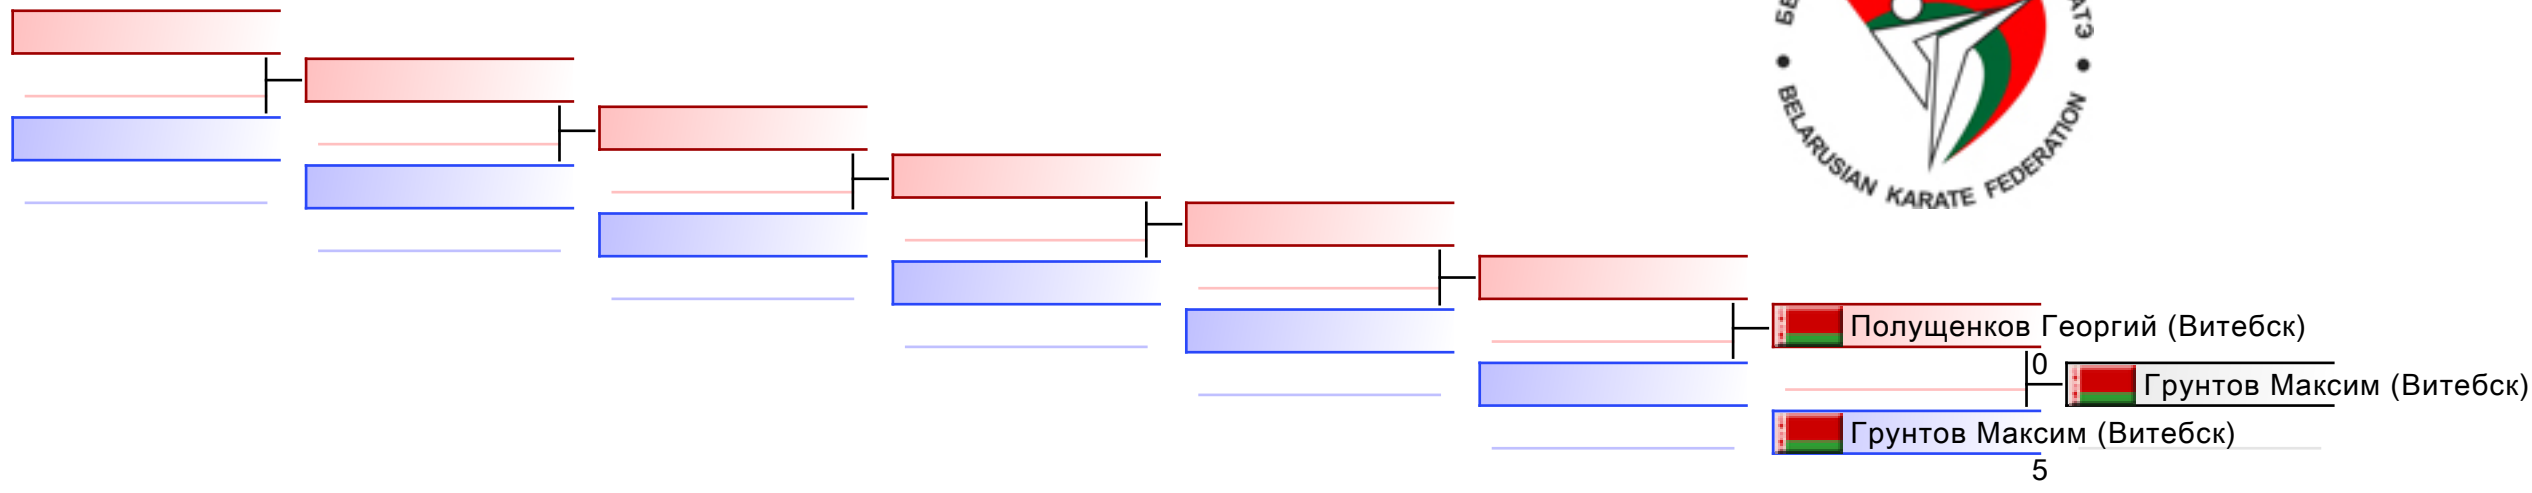 BELARUSIAN KARATE FEDERATION
Полущенков Георгий (Витебск)
0
Грунтов Максим (Витебск)
Грунтов Максим (Витебск)
5